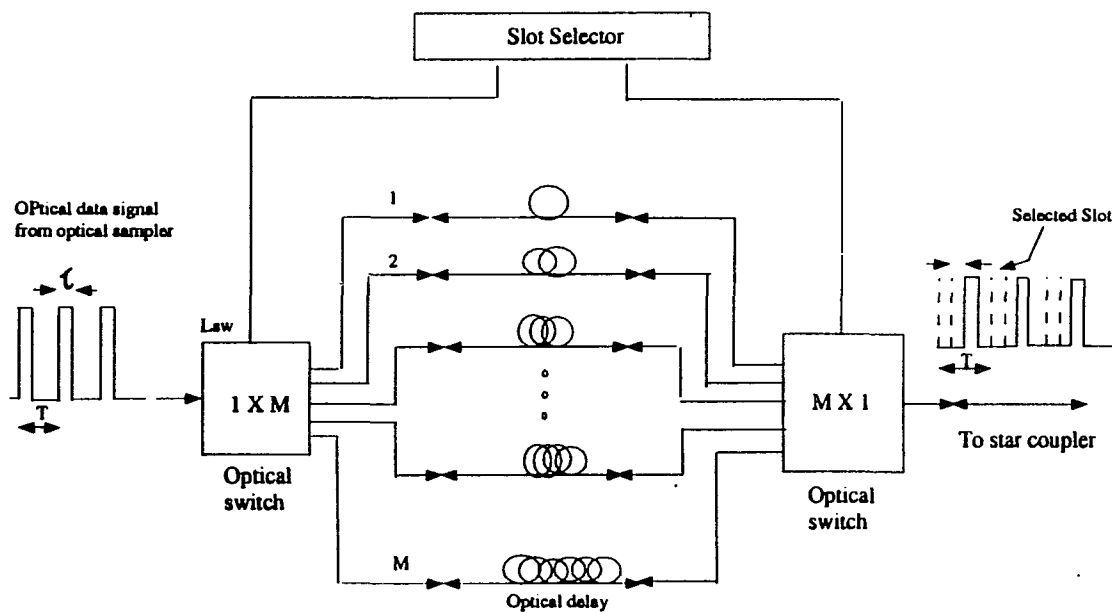 Slot Selector
OPtical data signal
from optical sampler
τ
T
Law
1 X M
Optical
switch
1
2
M
Optical delay
M X 1
Optical
switch
Selected Slot
T
To star coupler